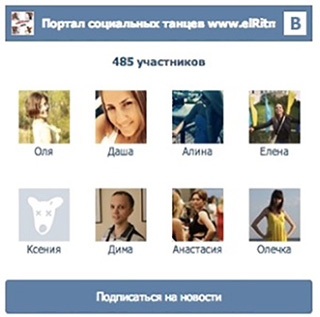 Портал социальных танцев www.elRitm
B
485 участников
Оля Даша Алина Елена
Ксения Дима Анастасия Олечка
Подписаться на новости